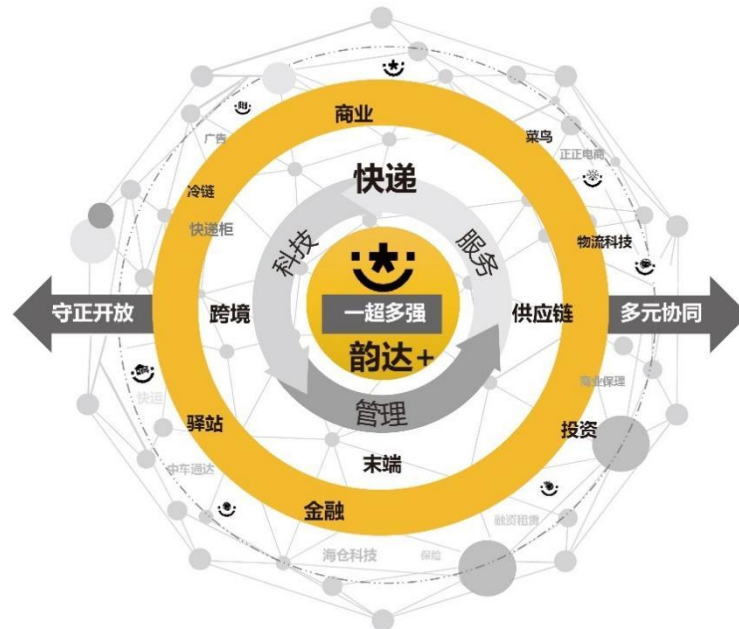 商业
广告
菜鸟
正正电商
快递
冷链
快递柜
科技
服务
物流科技
守正开放
跨境
一超多强
供应链
多元协同
韵达+
商业保理
快运
管理
驿站
投资
末端
中车通达
金融
融资租赁
海仓科技
保险